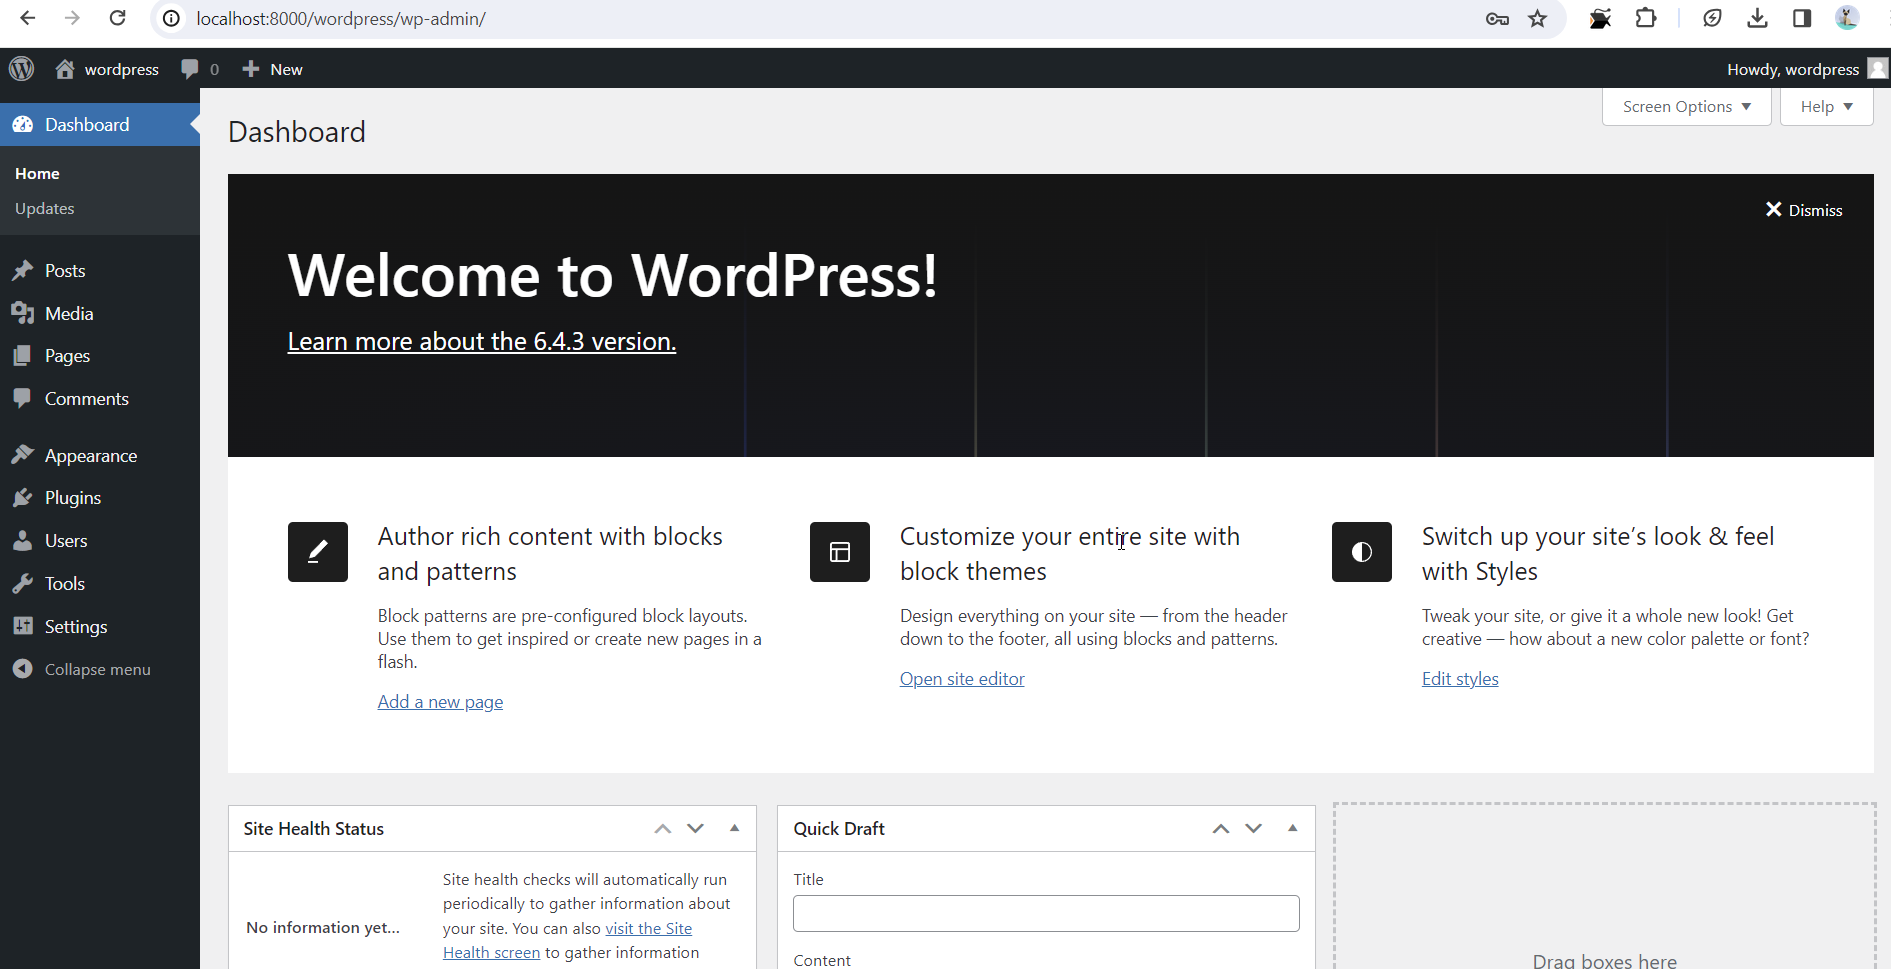 localhost:8000/wordpress/wp-admin/
wordpress
0
New
Howdy, wordpress
Dashboard
Home
Updates
Posts
Media
Pages
Comments
Appearance
Plugins
Users
Tools
Settings
Collapse menu
Screen Options
Help
Dashboard
Dismiss
Welcome to WordPress!
Learn more about the 6.4.3 version.
Author rich content with blocks
and patterns
Block patterns are pre-configured block layouts.
Use them to get inspired or create new pages in a
flash.
Add a new page
Customize your entire site with
block themes
Design everything on your site — from the header
down to the footer, all using blocks and patterns.
Open site editor
Switch up your site’s look & feel
with Styles
Tweak your site, or give it a whole new look! Get
creative — how about a new color palette or font?
Edit styles
Site Health Status
No information yet...
Site health checks will automatically run
periodically to gather information about
your site. You can also visit the Site
Health screen to gather information
Quick Draft
Title
Content
Drag boxes here